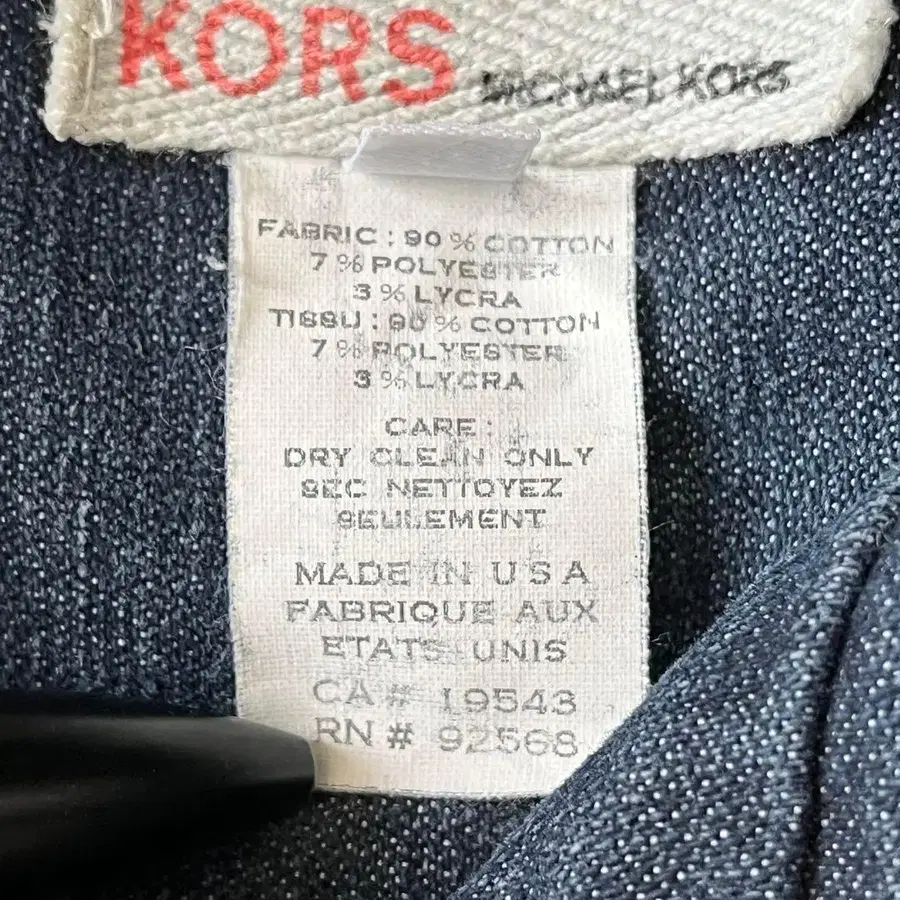 KORS
MICHAEL KORS
FABRIC : 90 % COTTON
7 % POLYESTER
3 % LYCRA
TISSU : 90 % COTTON
7 % POLYESTER
3 % LYCRA
CARE :
DRY CLEAN ONLY
SEC NETTOYEZ
SEULEMENT
MADE IN U S A
FABRIQUE AUX
ETATS-UNIS
CA # 19543
RN # 92568